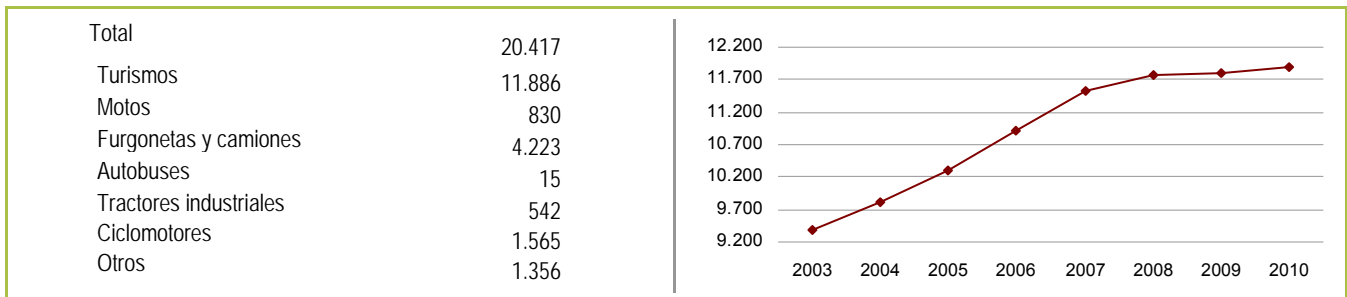 Total 20.417
Turismos 11.886
Motos 830
Furgonetas y camiones 4.223
Autobuses 15
Tractores industriales 542
Ciclomotores 1.565
Otros 1.356
12.200
11.700
11.200
10.700
10.200
9.700
9.200
2003 2004 2005 2006 2007 2008 2009 2010